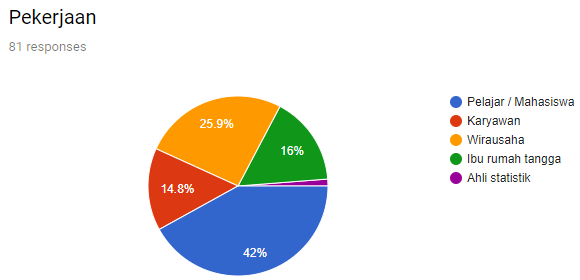 Pekerjaan
81 responses
25.9%
16%
14.8%
42%
Pelajar / Mahasiswa
Karyawan
Wirausaha
Ibu rumah tangga
Ahli statistik